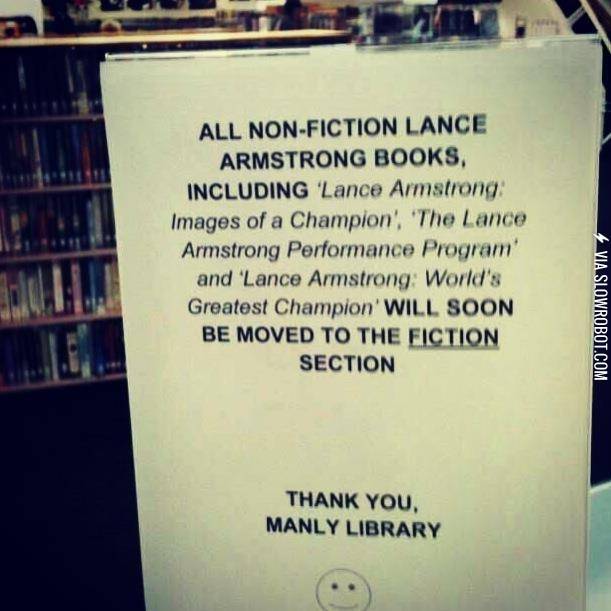 ALL NON-FICTION LANCE
ARMSTRONG BOOKS,
INCLUDING ‘Lance Armstrong:
Images of a Champion’, ‘The Lance
Armstrong Performance Program’
and ‘Lance Armstrong: World’s
Greatest Champion’ WILL SOON
BE MOVED TO THE FICTION
SECTION
THANK YOU,
MANLY LIBRARY
VIA SLOWROBOT.COM